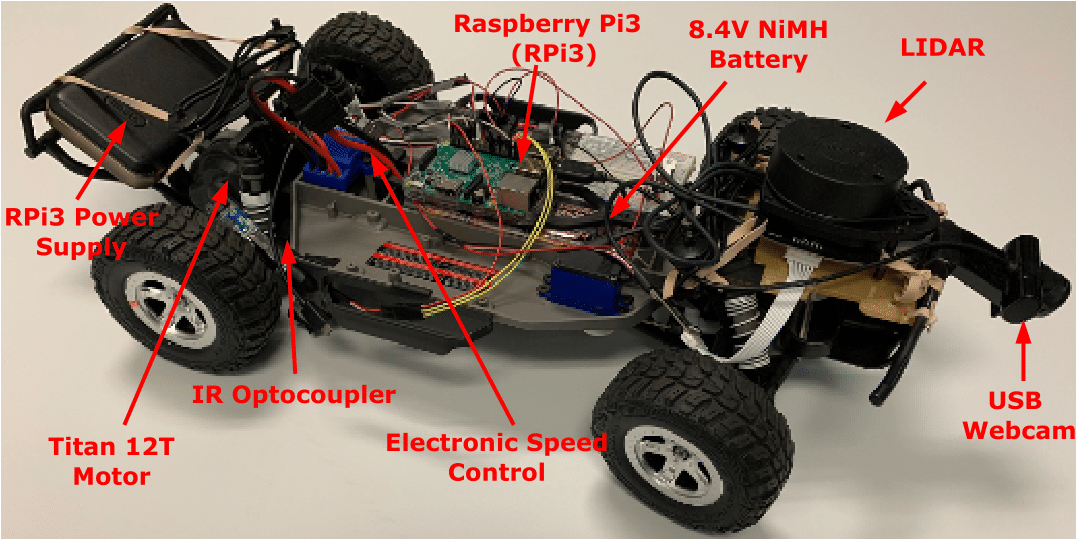 Raspberry Pi3
(RPi3)
8.4V NiMH
Battery
LIDAR
RPi3 Power
Supply
IR Optocoupler
Titan 12T
Motor
Electronic Speed
Control
USB
Webcam